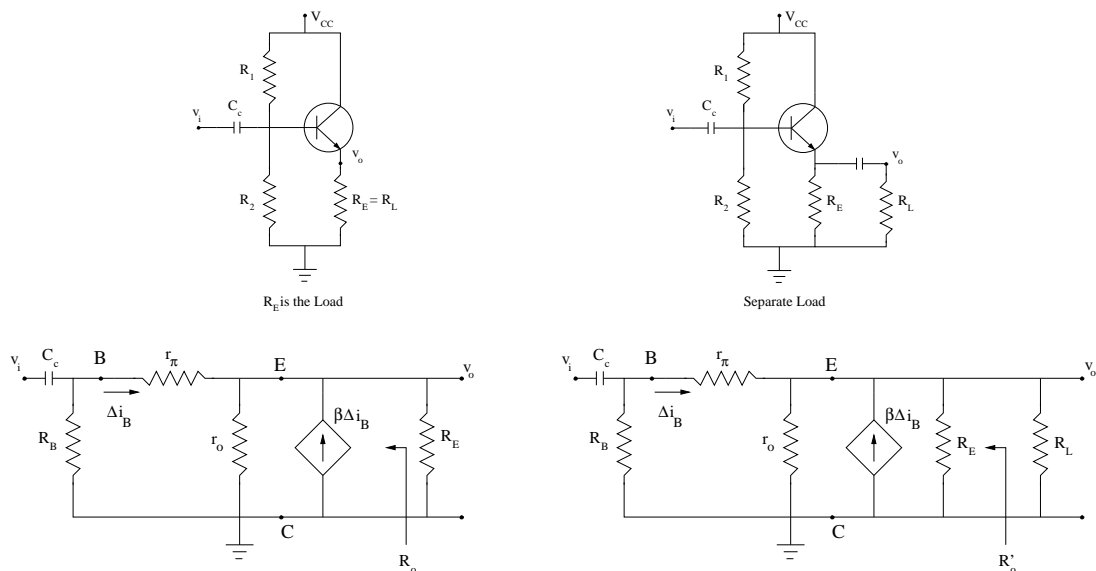 V_CC
R_1
v_i
C_c
v_o
R_2
R_E = R_L
R_E is the Load
V_CC
R_1
v_i
C_c
v_o
R_2
R_E
R_L
Separate Load
v_i
C_c
B
r_π
E
v_o
Δi_B
βΔi_B
R_B
r_o
R_E
C
R_o
v_i
C_c
B
r_π
E
v_o
Δi_B
βΔi_B
R_B
r_o
R_E
R_L
C
R'_o